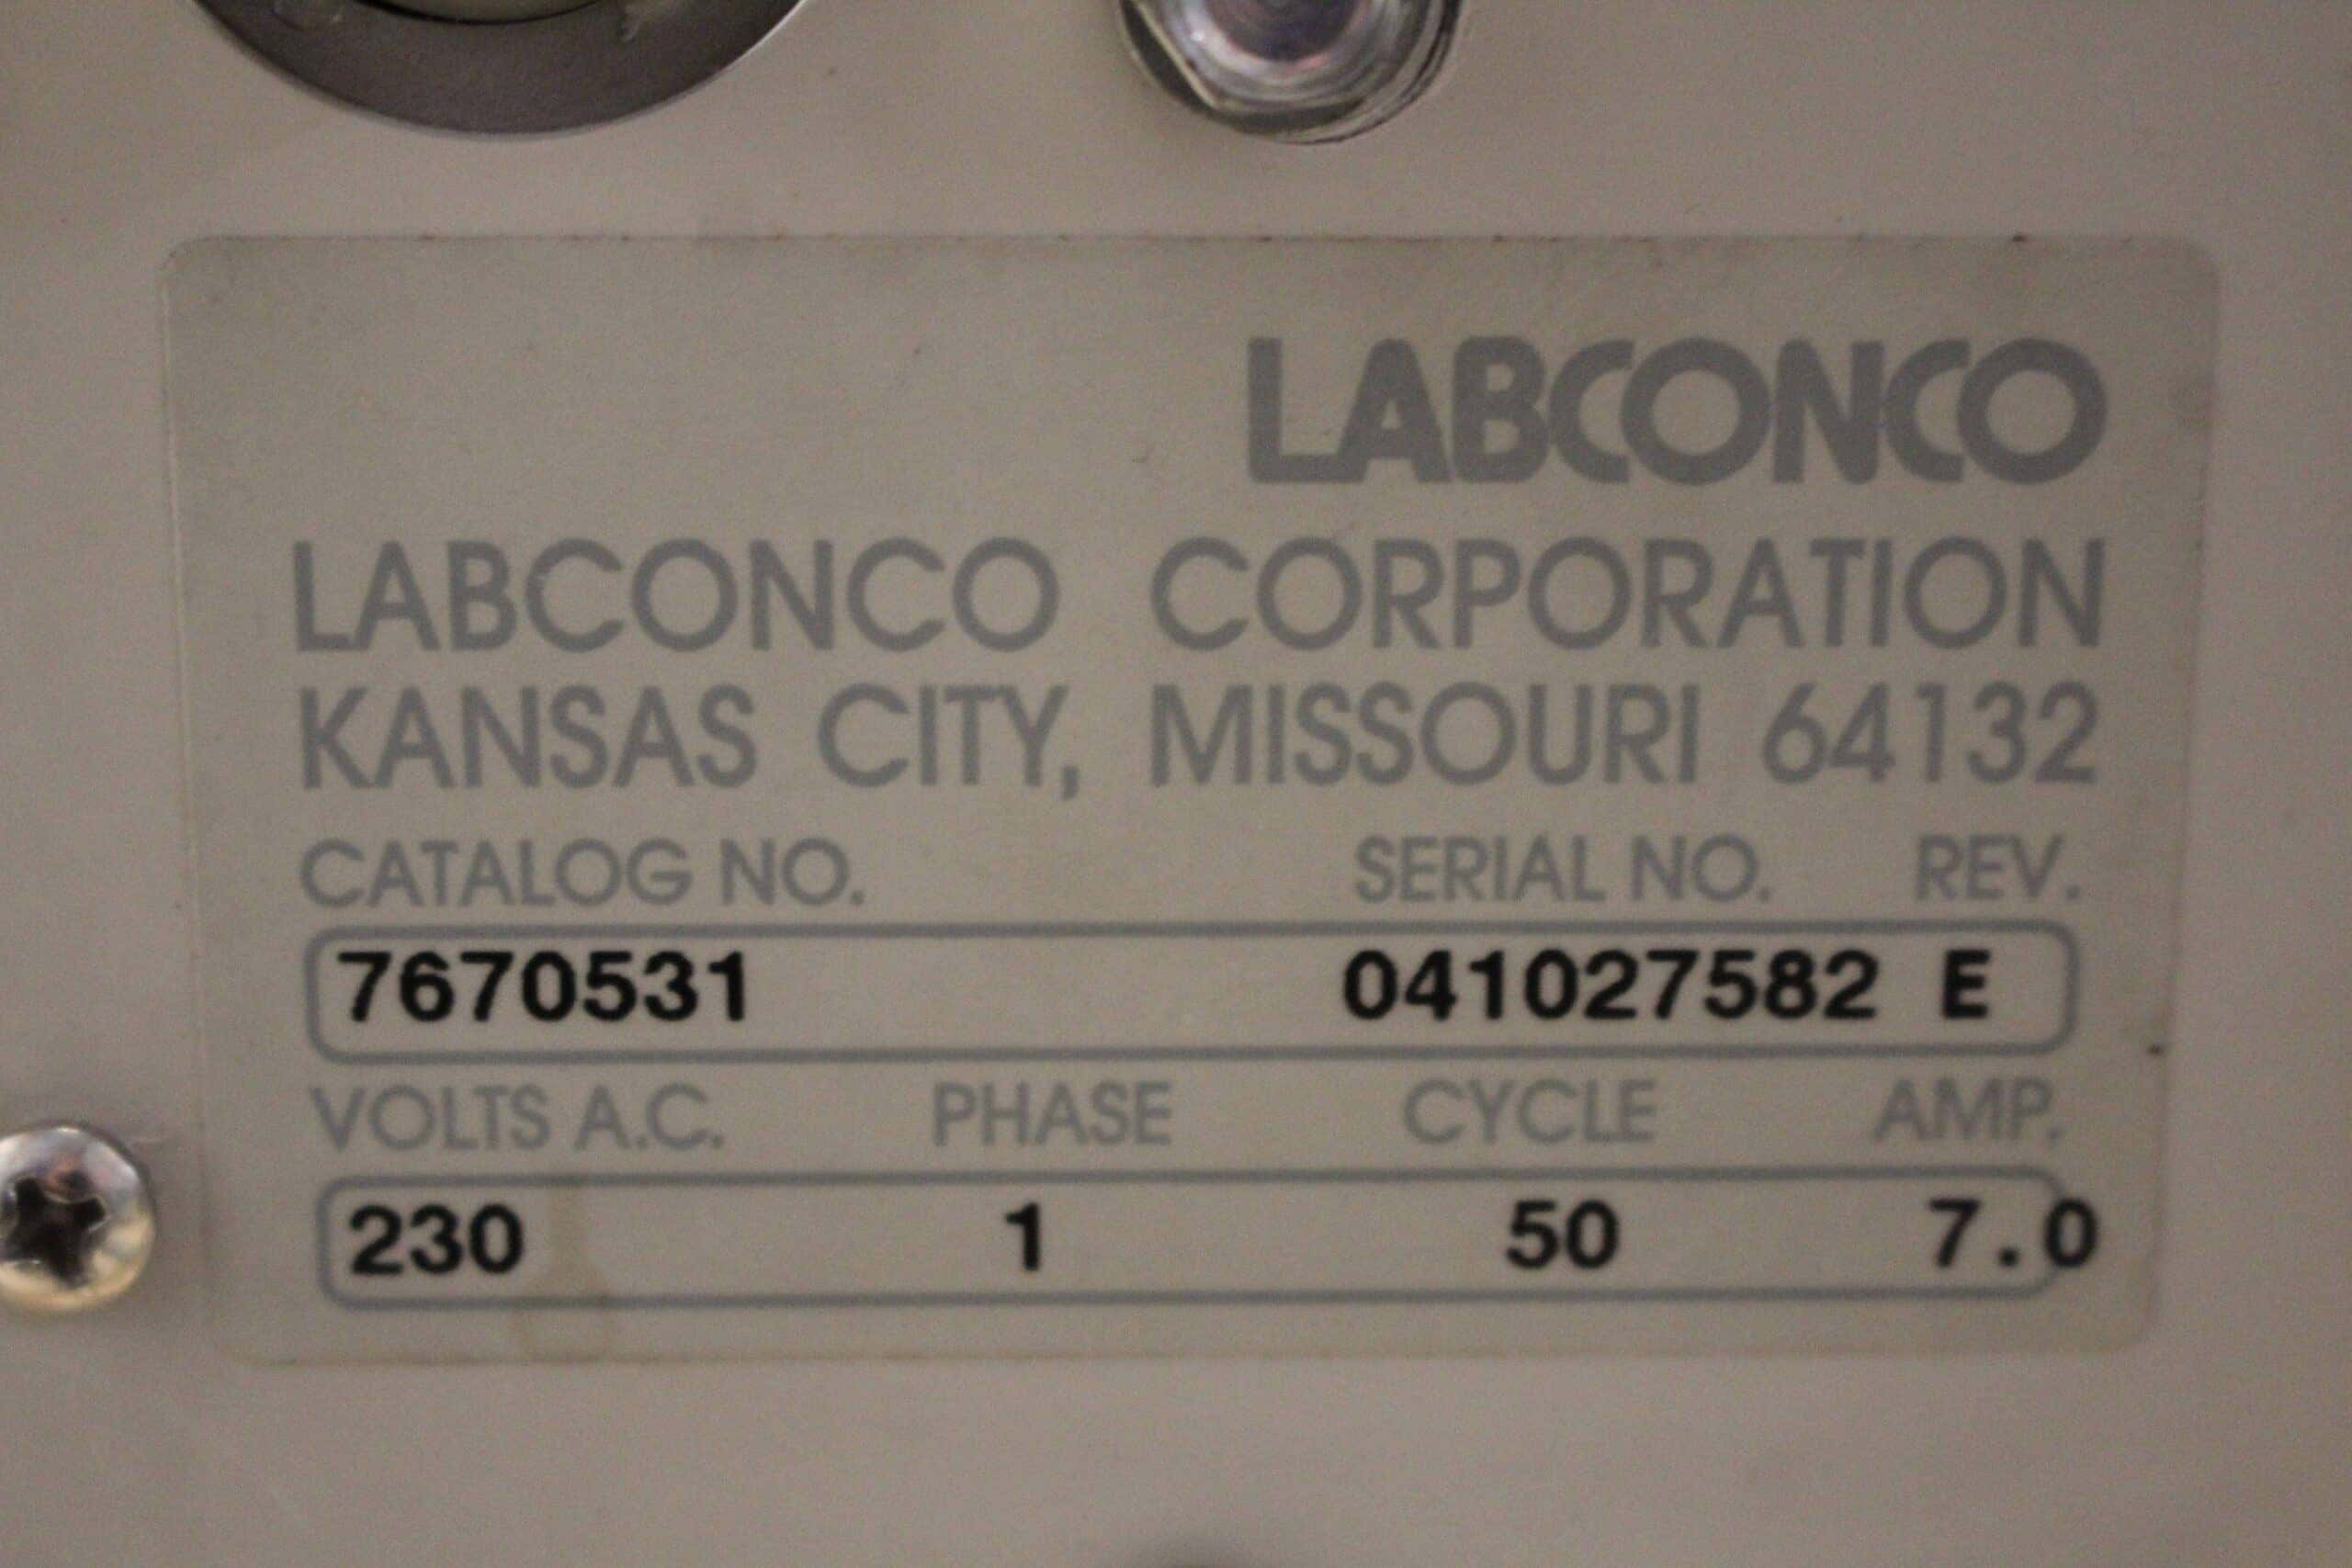 LABCONCO
LABCONCO CORPORATION
KANSAS CITY, MISSOURI 64132
CATALOG NO. SERIAL NO. REV.
7670531 041027582 E
VOLTS A.C. PHASE CYCLE AMP.
230 1 50 7.0